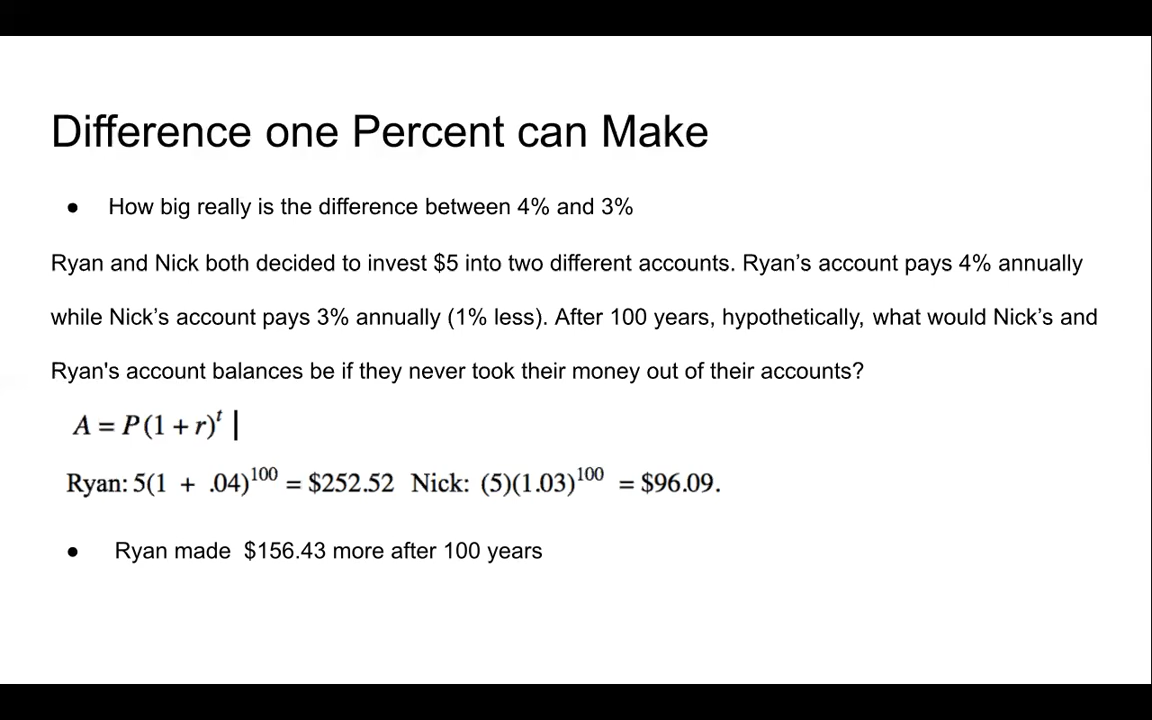 Difference one Percent can Make
● How big really is the difference between 4% and 3%
Ryan and Nick both decided to invest $5 into two different accounts. Ryan’s account pays 4% annually
while Nick’s account pays 3% annually (1% less). After 100 years, hypothetically, what would Nick’s and
Ryan's account balances be if they never took their money out of their accounts?
A = P(1 + r)^t |
Ryan: 5(1 + .04)^100 = $252.52 Nick: (5)(1.03)^100 = $96.09.
● Ryan made $156.43 more after 100 years